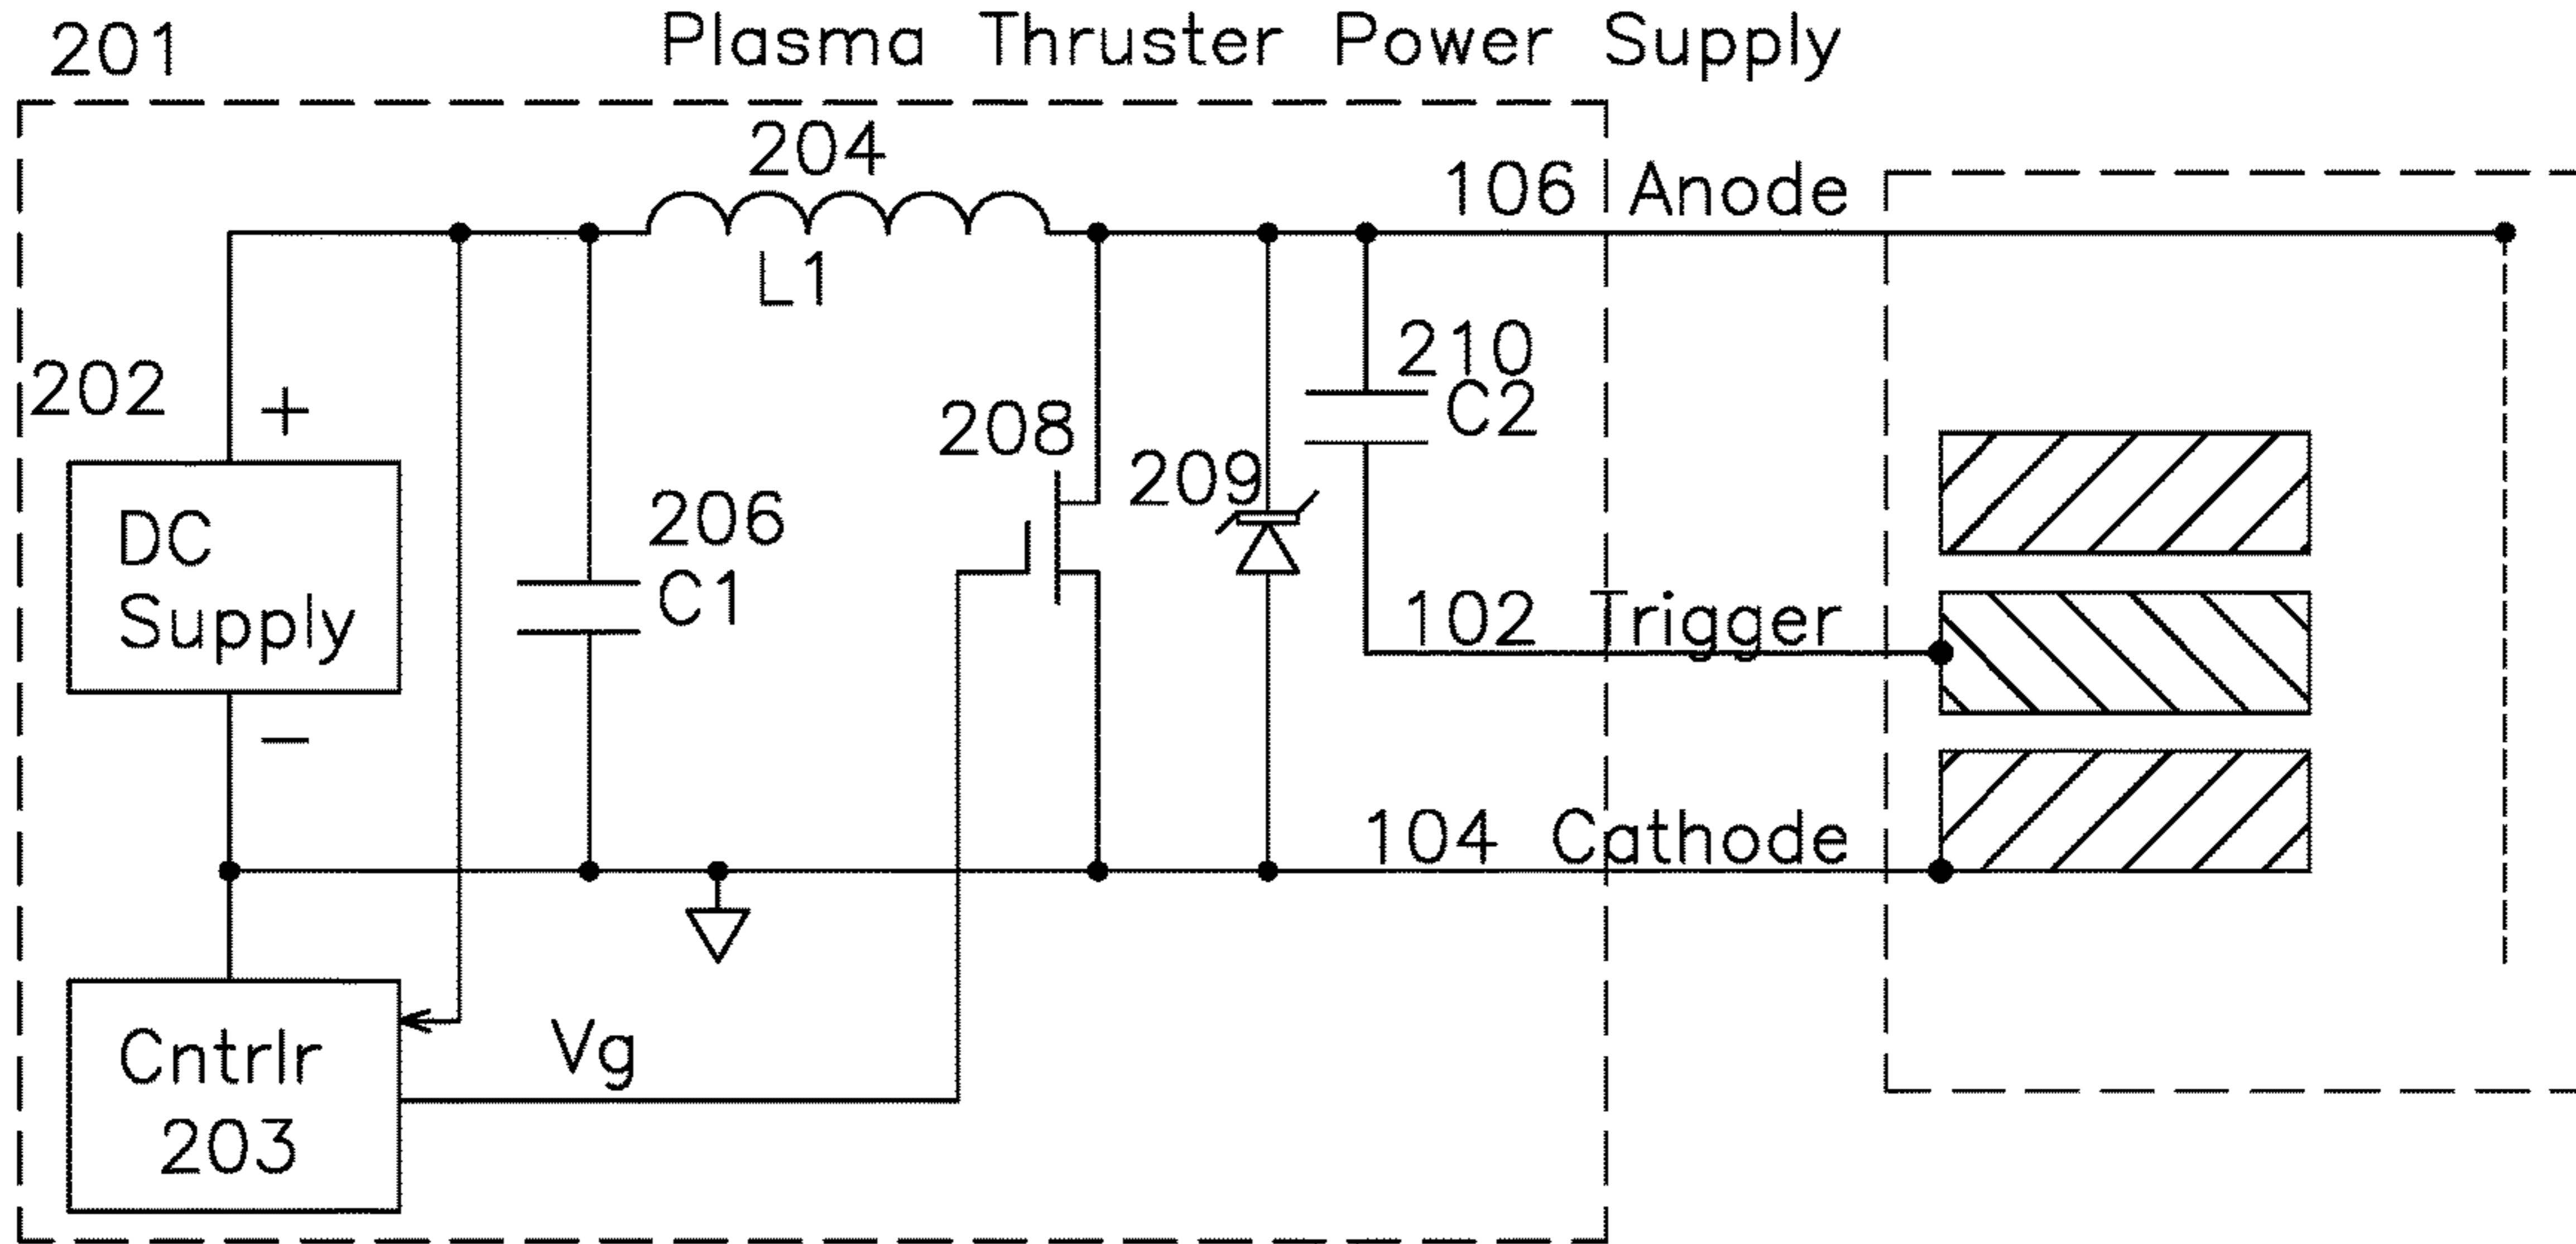 201
Plasma Thruster Power Supply
204
L1
106 Anode
202
+
DC
Supply
−
206
C1
208
209
210
C2
102 Trigger
104 Cathode
Cntrlr
203
Vg